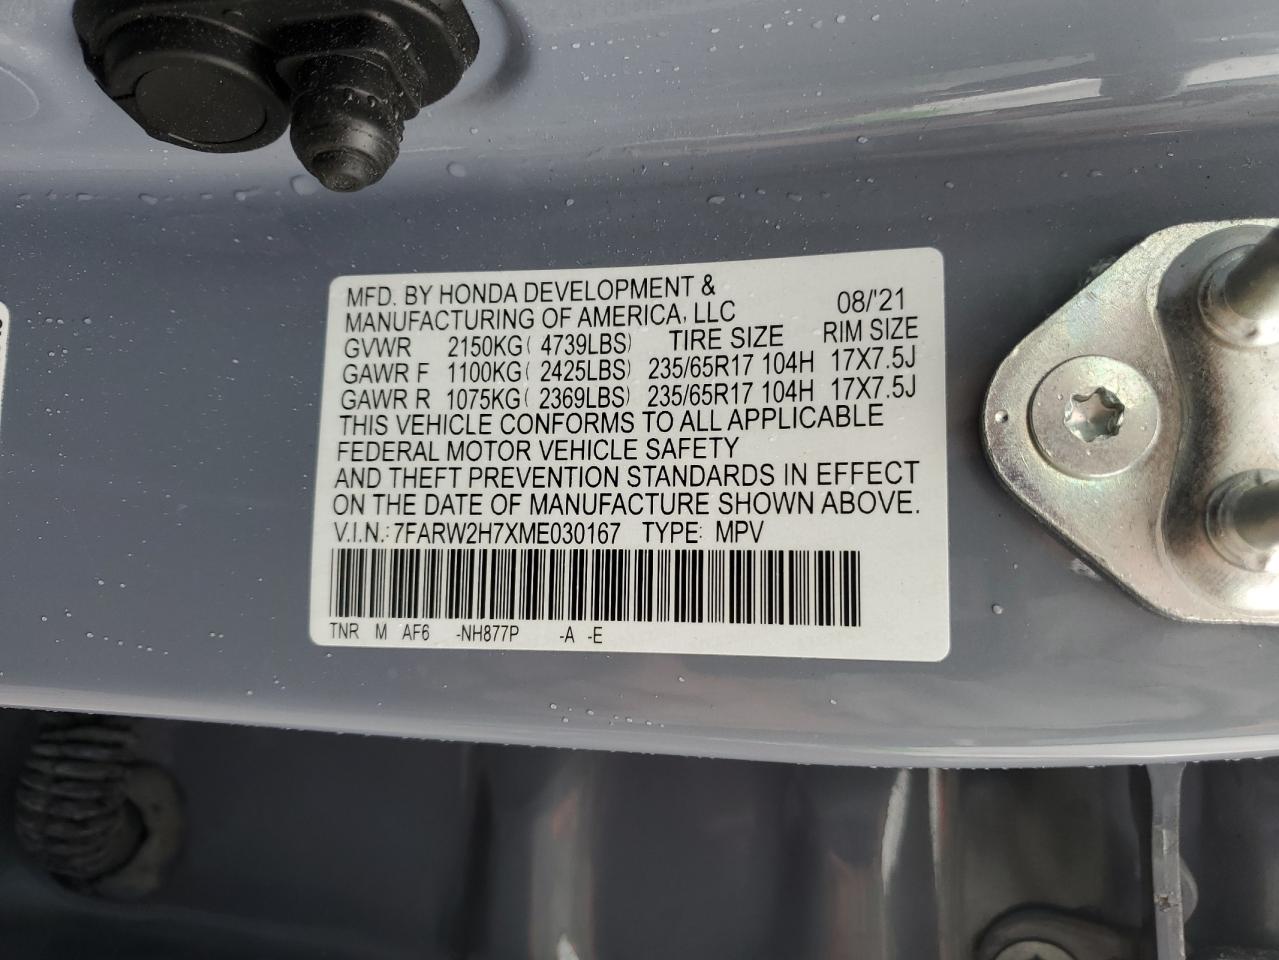 MFD. BY HONDA DEVELOPMENT &
MANUFACTURING OF AMERICA, LLC 08/'21
GVWR 2150KG( 4739LBS) TIRE SIZE RIM SIZE
GAWR F 1100KG( 2425LBS) 235/65R17 104H 17X7.5J
GAWR R 1075KG( 2369LBS) 235/65R17 104H 17X7.5J
THIS VEHICLE CONFORMS TO ALL APPLICABLE
FEDERAL MOTOR VEHICLE SAFETY
AND THEFT PREVENTION STANDARDS IN EFFECT
ON THE DATE OF MANUFACTURE SHOWN ABOVE.
V.I.N.: 7FARW2H7XME030167 TYPE: MPV
TNR M AF6 -NH877P -A -E